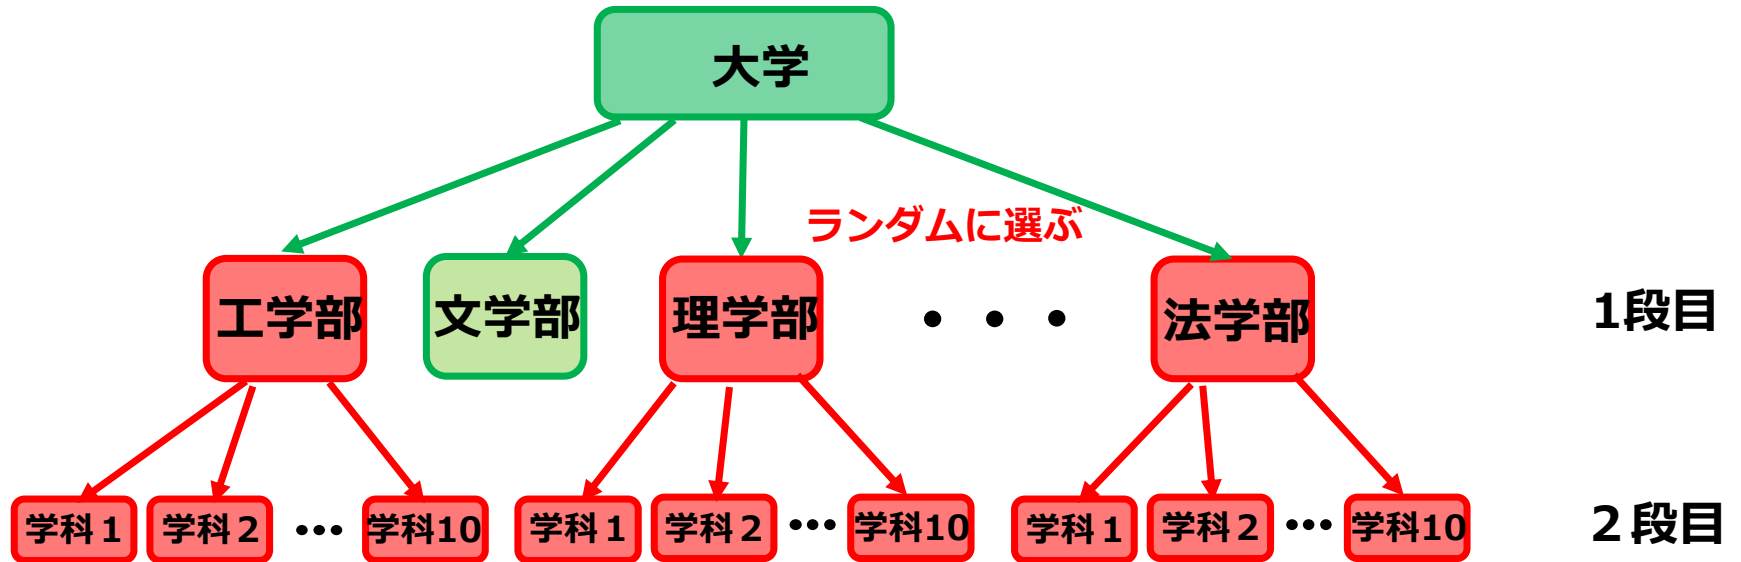 大学
ランダムに選ぶ
工学部 文学部 理学部 ・・・ 法学部 1段目
学科1 学科2 … 学科10 学科1 学科2 … 学科10 学科1 学科2 … 学科10 2段目